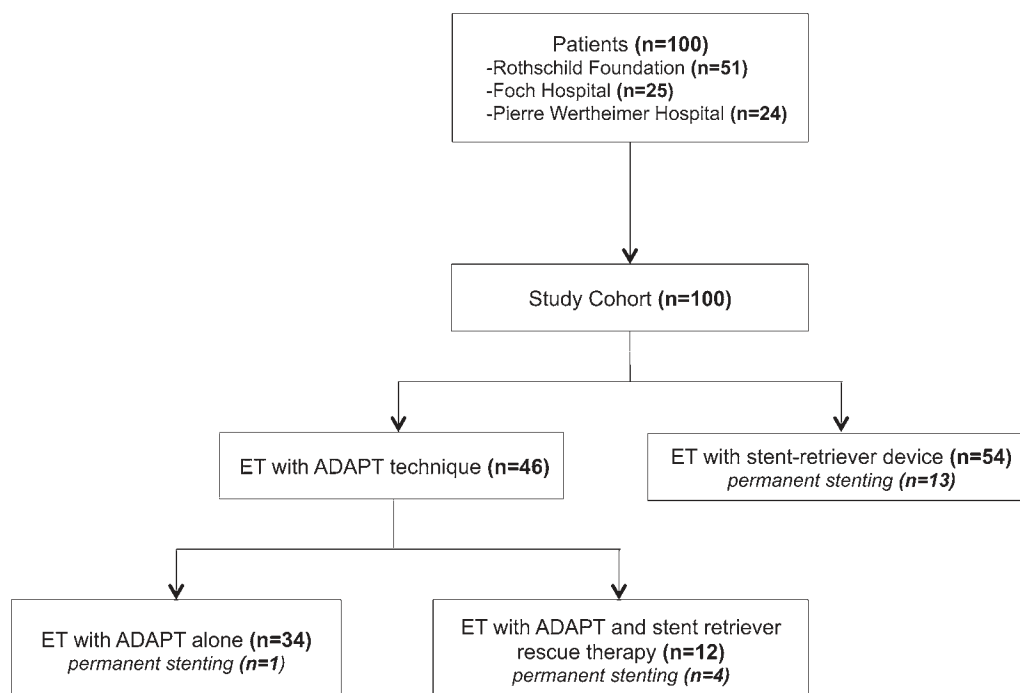 Patients (n=100)
-Rothschild Foundation (n=51)
-Foch Hospital (n=25)
-Pierre Wertheimer Hospital (n=24)
Study Cohort (n=100)
ET with ADAPT technique (n=46)
ET with stent-retriever device (n=54)
permanent stenting (n=13)
ET with ADAPT alone (n=34)
permanent stenting (n=1)
ET with ADAPT and stent retriever
rescue therapy (n=12)
permanent stenting (n=4)